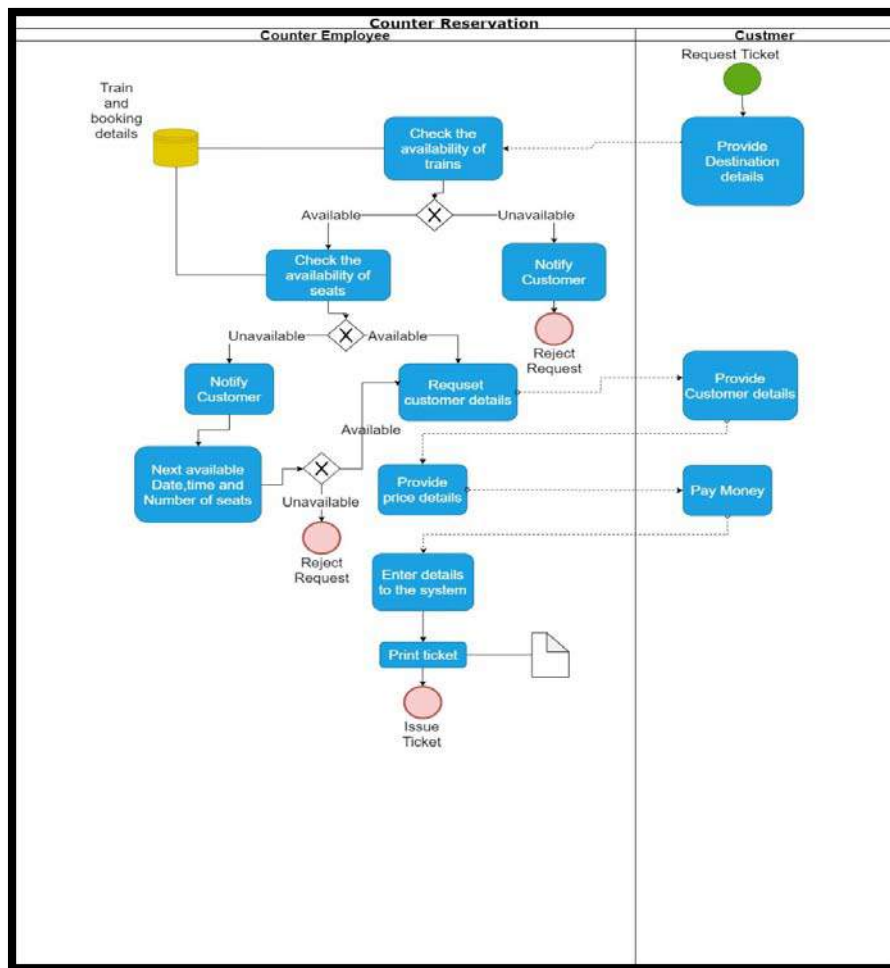 Counter Reservation
Counter Employee
Custmer
Request Ticket
Train
and
booking
details
Check the
availability of
trains
Provide
Destination
details
Available
Unavailable
Check the
availability of
seats
Notify
Customer
Unavailable
Available
Reject
Request
Notify
Customer
Requset
customer details
Provide
Customer details
Available
Next available
Date,time and
Number of seats
Unavailable
Provide
price details
Pay Money
Reject
Request
Enter details
to the system
Print ticket
Issue
Ticket